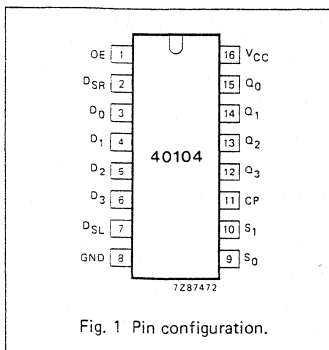 OE 1 16 VCC
DSR 2 15 Q0
D0 3 14 Q1
D1 4 13 Q2
40104
D2 5 12 Q3
D3 6 11 CP
DSL 7 10 S1
GND 8 9 S0
7Z87472
Fig. 1 Pin configuration.